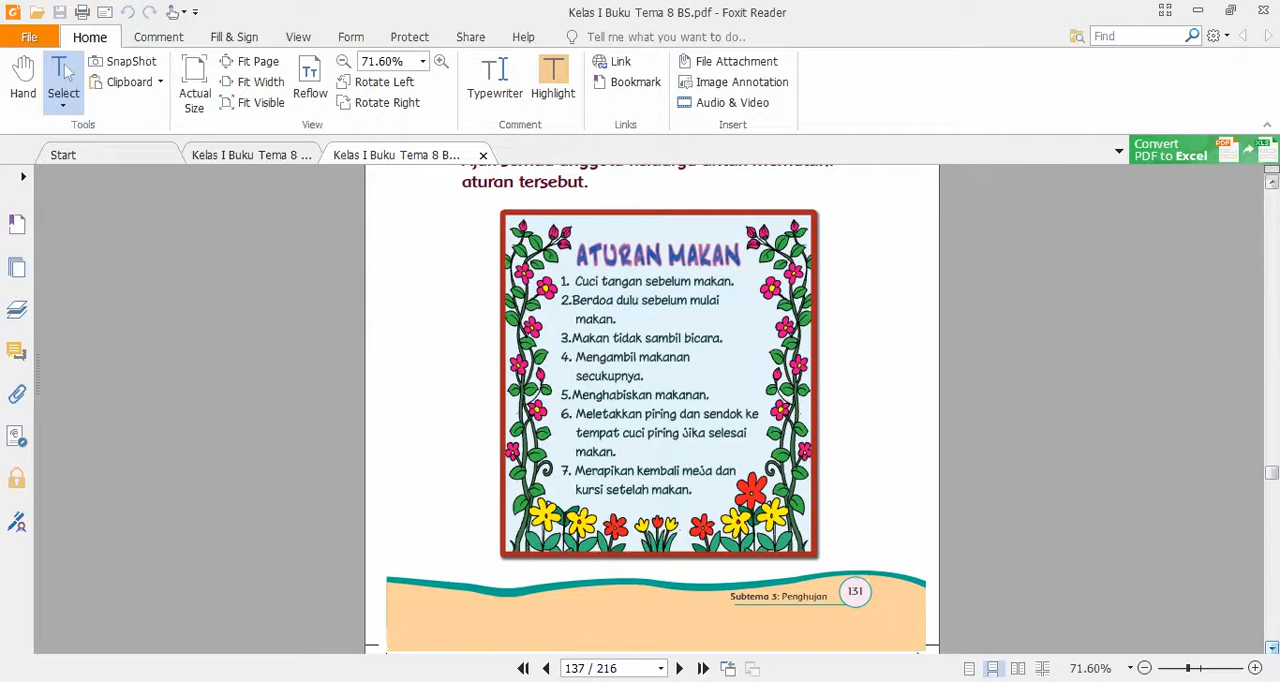 Kelas I Buku Tema 8 BS.pdf - Foxit Reader
File Home Comment Fill & Sign View Form Protect Share Help Tell me what you want to do.. Find
Hand
Select
SnapShot
Clipboard
Tools
Actual Size
Fit Page
Fit Width
Fit Visible
Reflow
71.60%
Rotate Left
Rotate Right
View
Typewriter
Highlight
Comment
Link
Bookmark
Links
File Attachment
Image Annotation
Audio & Video
Insert
Start
Kelas I Buku Tema 8 ...
Kelas I Buku Tema 8 B...
Convert
PDF to Excel
aturan tersebut.
ATURAN MAKAN
1. Cuci tangan sebelum makan.
2.Berdoa dulu sebelum mulai
makan.
3.Makan tidak sambil bicara.
4. Mengambil makanan
secukupnya.
5.Menghabiskan makanan.
6. Meletakkan piring dan sendok ke
tempat cuci piring jika selesai
makan.
7. Merapikan kembali meja dan
kursi setelah makan.
Subtema 3: Penghujan 131
137 / 216
71.60%